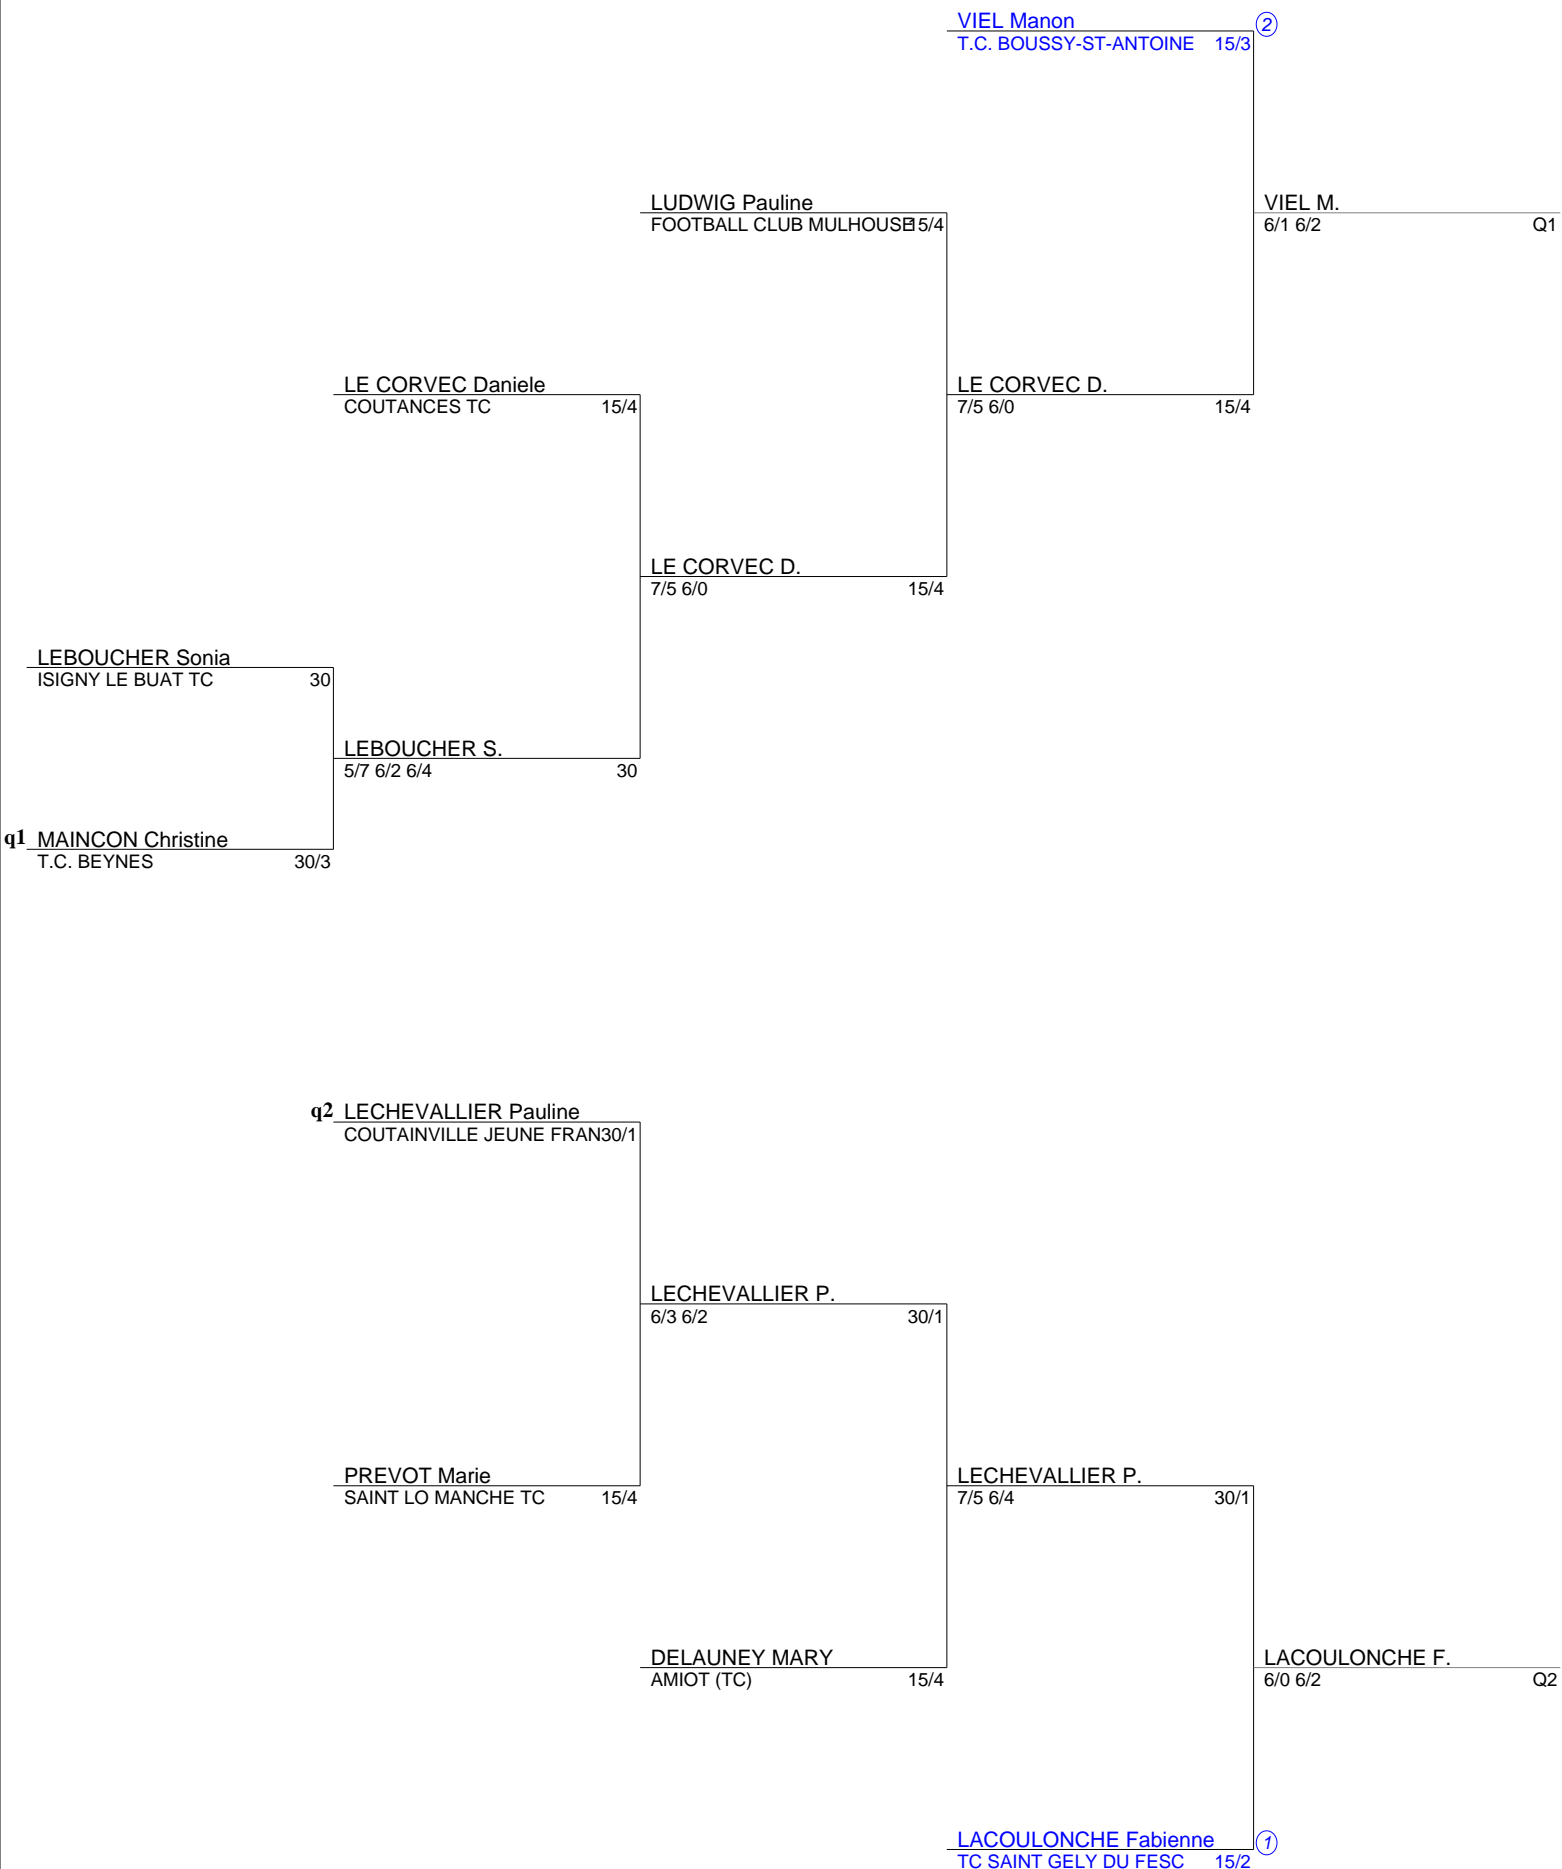 VIEL Manon 2
T.C. BOUSSY-ST-ANTOINE 15/3
LUDWIG Pauline
FOOTBALL CLUB MULHOUSE 15/4
VIEL M.
6/1 6/2 Q1
LE CORVEC Daniele
COUTANCES TC 15/4
LE CORVEC D.
7/5 6/0 15/4
LE CORVEC D.
7/5 6/0 15/4
LEBOUCHER Sonia
ISIGNY LE BUAT TC 30
LEBOUCHER S.
5/7 6/2 6/4 30
q1 MAINCON Christine
T.C. BEYNES 30/3
q2 LECHEVALLIER Pauline
COUTAINVILLE JEUNE FRAN30/1
LECHEVALLIER P.
6/3 6/2 30/1
PREVOT Marie
SAINT LO MANCHE TC 15/4
LECHEVALLIER P.
7/5 6/4 30/1
DELAUNEY MARY
AMIOT (TC) 15/4
LACOULONCHE F.
6/0 6/2 Q2
LACOULONCHE Fabienne 1
TC SAINT GELY DU FESC 15/2